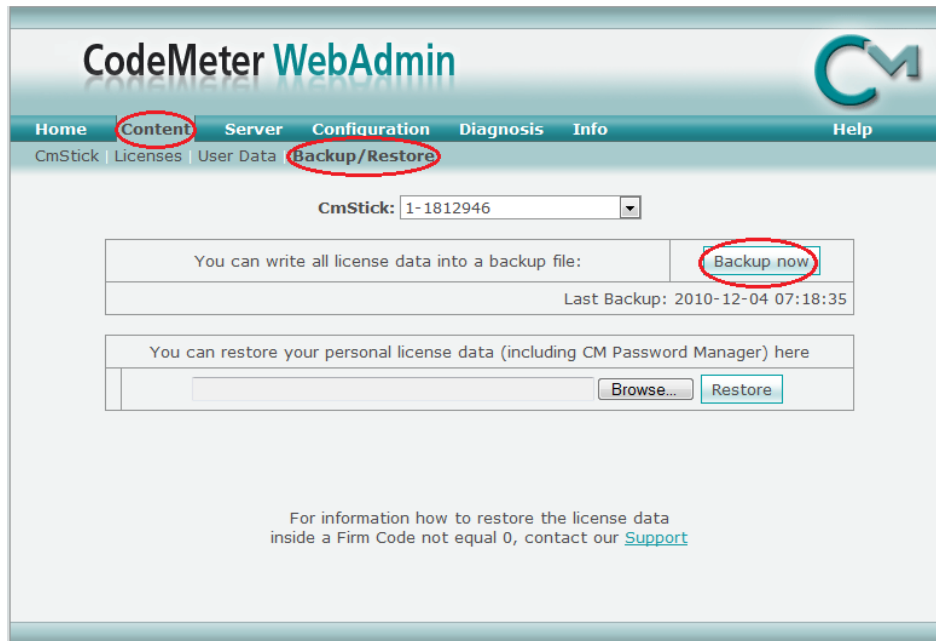 CodeMeter WebAdmin
CM
Home Content Server Configuration Diagnosis Info Help
CmStick | Licenses | User Data | Backup/Restore
CmStick: 1-1812946
You can write all license data into a backup file: Backup now
Last Backup: 2010-12-04 07:18:35
You can restore your personal license data (including CM Password Manager) here
Browse... Restore
For information how to restore the license data
inside a Firm Code not equal 0, contact our Support